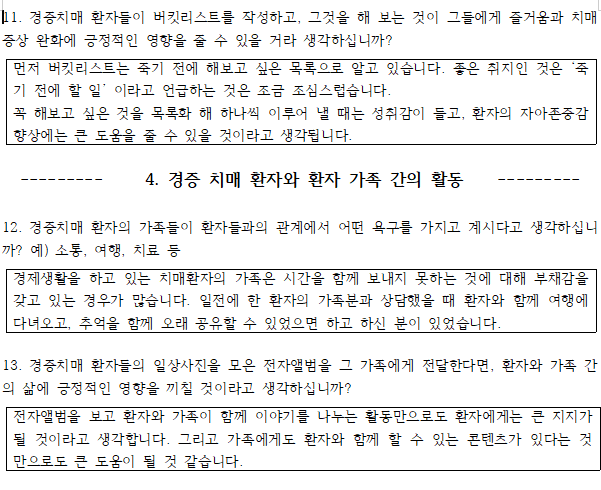 11. 경증치매 환자들이 버킷리스트를 작성하고, 그것을 해 보는 것이 그들에게 즐거움과 치매
증상 완화에 긍정적인 영향을 줄 수 있을 거라 생각하십니까?
먼저 버킷리스트는 죽기 전에 해보고 싶은 목록으로 알고 있습니다. 좋은 취지인 것은 '죽
기 전에 할 일' 이라고 언급하는 것은 조금 조심스럽습니다.
꼭 해보고 싶은 것을 목록화 해 하나씩 이루어 낼 때는 성취감이 들고, 환자의 자아존중감
향상에는 큰 도움을 줄 수 있을 것이라고 생각됩니다.
--------- 4. 경증 치매 환자와 환자 가족 간의 활동 ---------
12. 경증치매 환자의 가족들이 환자들과의 관계에서 어떤 욕구를 가지고 계시다고 생각하십니
까? 예) 소통, 여행, 치료 등
경제생활을 하고 있는 치매환자의 가족은 시간을 함께 보내지 못하는 것에 대해 부채감을
갖고 있는 경우가 많습니다. 일전에 한 환자의 가족분과 상담했을 때 환자와 함께 여행에
다녀오고, 추억을 함께 오래 공유할 수 있었으면 하고 하신 분이 있었습니다.
13. 경증치매 환자들의 일상사진을 모은 전자앨범을 그 가족에게 전달한다면, 환자와 가족 간
의 삶에 긍정적인 영향을 끼칠 것이라고 생각하십니까?
전자앨범을 보고 환자와 가족이 함께 이야기를 나누는 활동만으로도 환자에게는 큰 지지가
될 것이라고 생각합니다. 그리고 가족에게도 환자와 함께 할 수 있는 콘텐츠가 있다는 것
만으로도 큰 도움이 될 것 같습니다.